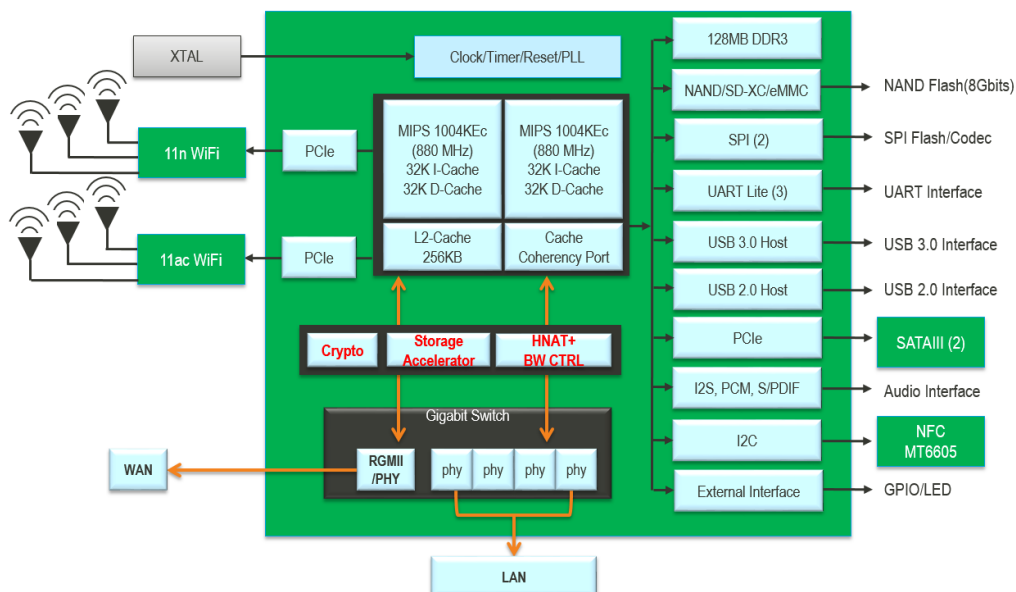 XTAL
Clock/Timer/Reset/PLL
11n WiFi
PCIe
11ac WiFi
PCIe
MIPS 1004KEc
(880 MHz)
32K I-Cache
32K D-Cache
MIPS 1004KEc
(880 MHz)
32K I-Cache
32K D-Cache
L2-Cache
256KB
Cache
Coherency Port
Crypto
Storage
Accelerator
HNAT+
BW CTRL
Gigabit Switch
RGMII
/PHY
phy
phy
phy
phy
WAN
LAN
128MB DDR3
NAND/SD-XC/eMMC
NAND Flash(8Gbits)
SPI (2)
SPI Flash/Codec
UART Lite (3)
UART Interface
USB 3.0 Host
USB 3.0 Interface
USB 2.0 Host
USB 2.0 Interface
PCIe
SATAIII (2)
I2S, PCM, S/PDIF
Audio Interface
I2C
NFC
MT6605
External Interface
GPIO/LED